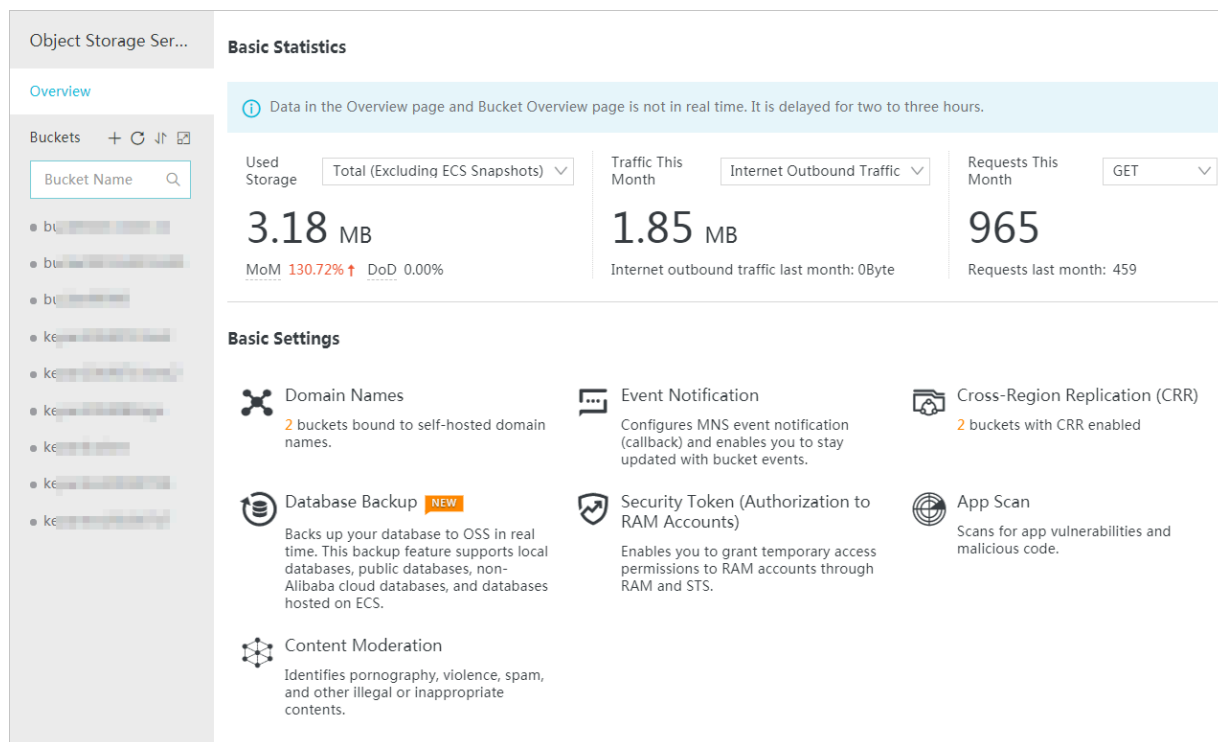 Object Storage Ser...
Overview
Buckets
Bucket Name
bu
bu
bu
ke
ke
ke
ke
ke
ke
Basic Statistics
Data in the Overview page and Bucket Overview page is not in real time. It is delayed for two to three hours.
Used
Storage
Total (Excluding ECS Snapshots)
3.18 MB
MoM 130.72% ↑ DoD 0.00%
Traffic This
Month
Internet Outbound Traffic
1.85 MB
Internet outbound traffic last month: 0Byte
Requests This
Month
GET
965
Requests last month: 459
Basic Settings
Domain Names
2 buckets bound to self-hosted domain
names.
Event Notification
Configures MNS event notification
(callback) and enables you to stay
updated with bucket events.
Cross-Region Replication (CRR)
2 buckets with CRR enabled
Database Backup NEW
Backs up your database to OSS in real
time. This backup feature supports local
databases, public databases, non-
Alibaba cloud databases, and databases
hosted on ECS.
Security Token (Authorization to
RAM Accounts)
Enables you to grant temporary access
permissions to RAM accounts through
RAM and STS.
App Scan
Scans for app vulnerabilities and
malicious code.
Content Moderation
Identifies pornography, violence, spam,
and other illegal or inappropriate
contents.